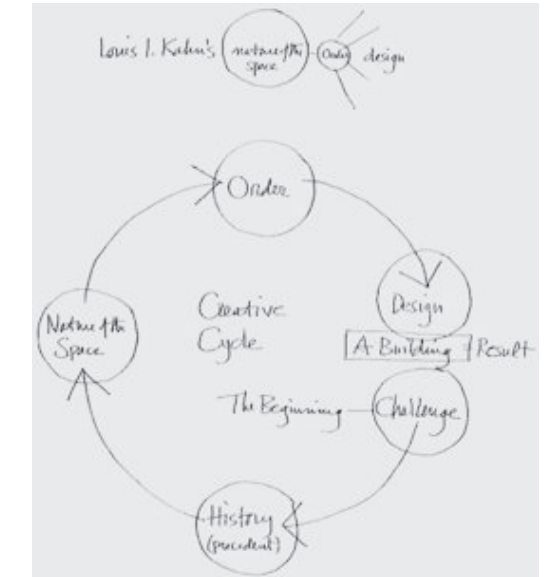 Louis I. Kahn's
nature of the
space
Order
design
Order
Creative
Cycle
Design
A Building
Result
Nature of the
Space
The Beginning
Challenge
History
(precedent)